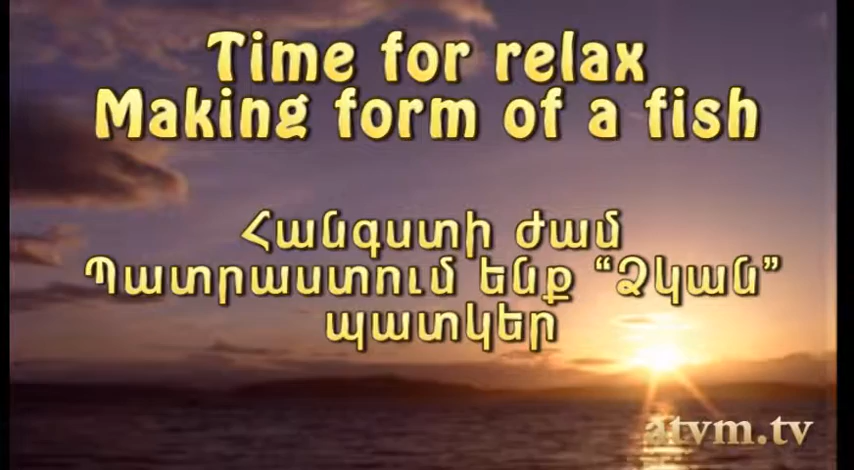 Time for relax
Making form of a fish
Հանգստի ժամ
Պատրաստում ենք “Ձկան”
պատկեր
atvm.tv